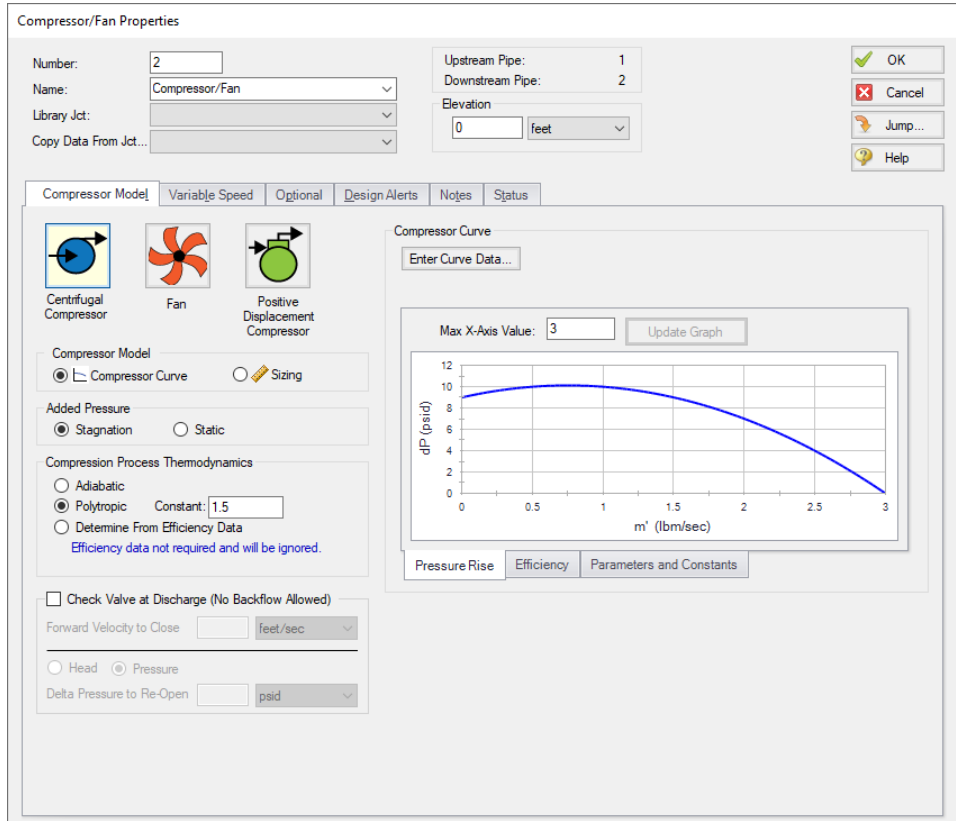 Compressor/Fan Properties
Number: 2
Name: Compressor/Fan
Library Jct:
Copy Data From Jct...
Upstream Pipe: 1
Downstream Pipe: 2
Elevation
0 feet
OK
Cancel
Jump...
Help
Compressor Model Variable Speed Optional Design Alerts Notes Status
Centrifugal
Compressor
Fan
Positive
Displacement
Compressor
Compressor Model
Compressor Curve Sizing
Added Pressure
Stagnation Static
Compression Process Thermodynamics
Adiabatic
Polytropic Constant: 1.5
Determine From Efficiency Data
Efficiency data not required and will be ignored.
Check Valve at Discharge (No Backflow Allowed)
Forward Velocity to Close feet/sec
Head Pressure
Delta Pressure to Re-Open psid
Compressor Curve
Enter Curve Data...
Max X-Axis Value: 3 Update Graph
dP (psid)
12
10
8
6
4
2
0
0 0.5 1 1.5 2 2.5 3
m' (lbm/sec)
Pressure Rise Efficiency Parameters and Constants